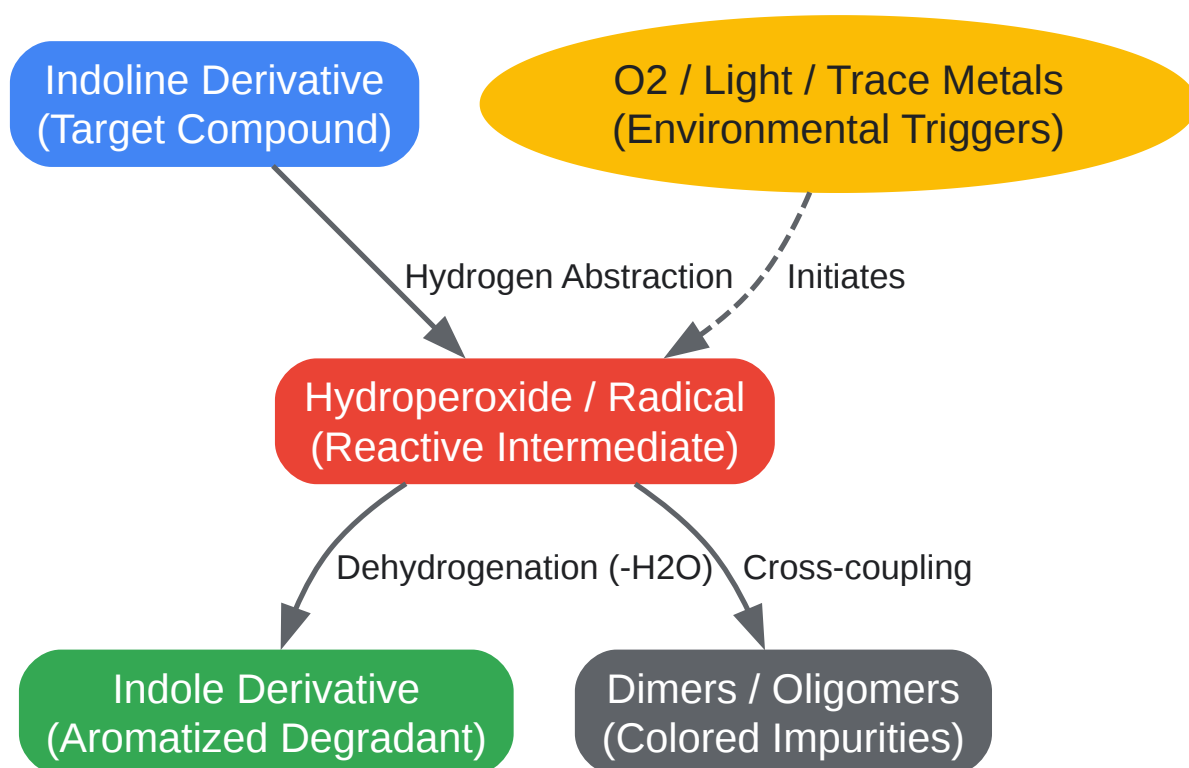 Indoline Derivative
(Target Compound)
O2 / Light / Trace Metals
(Environmental Triggers)
Hydrogen Abstraction
Initiates
Hydroperoxide / Radical
(Reactive Intermediate)
Dehydrogenation (-H2O)
Cross-coupling
Indole Derivative
(Aromatized Degradant)
Dimers / Oligomers
(Colored Impurities)